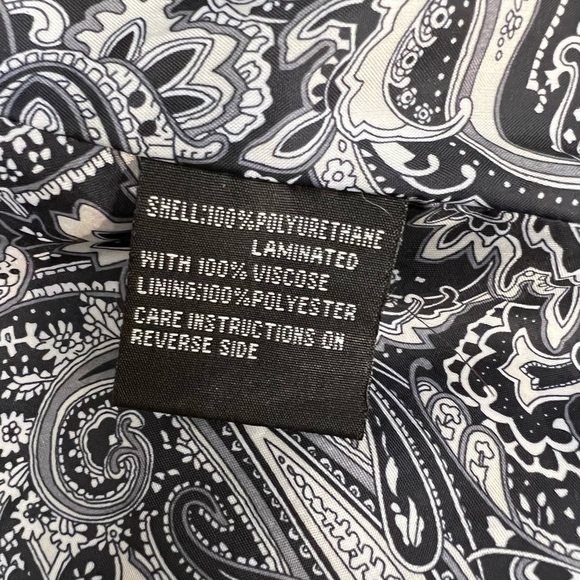 SHELL:100%POLYURETHANE
LAMINATED
WITH 100% VISCOSE
LINING:100%POLYESTER
CARE INSTRUCTIONS ON
REVERSE SIDE